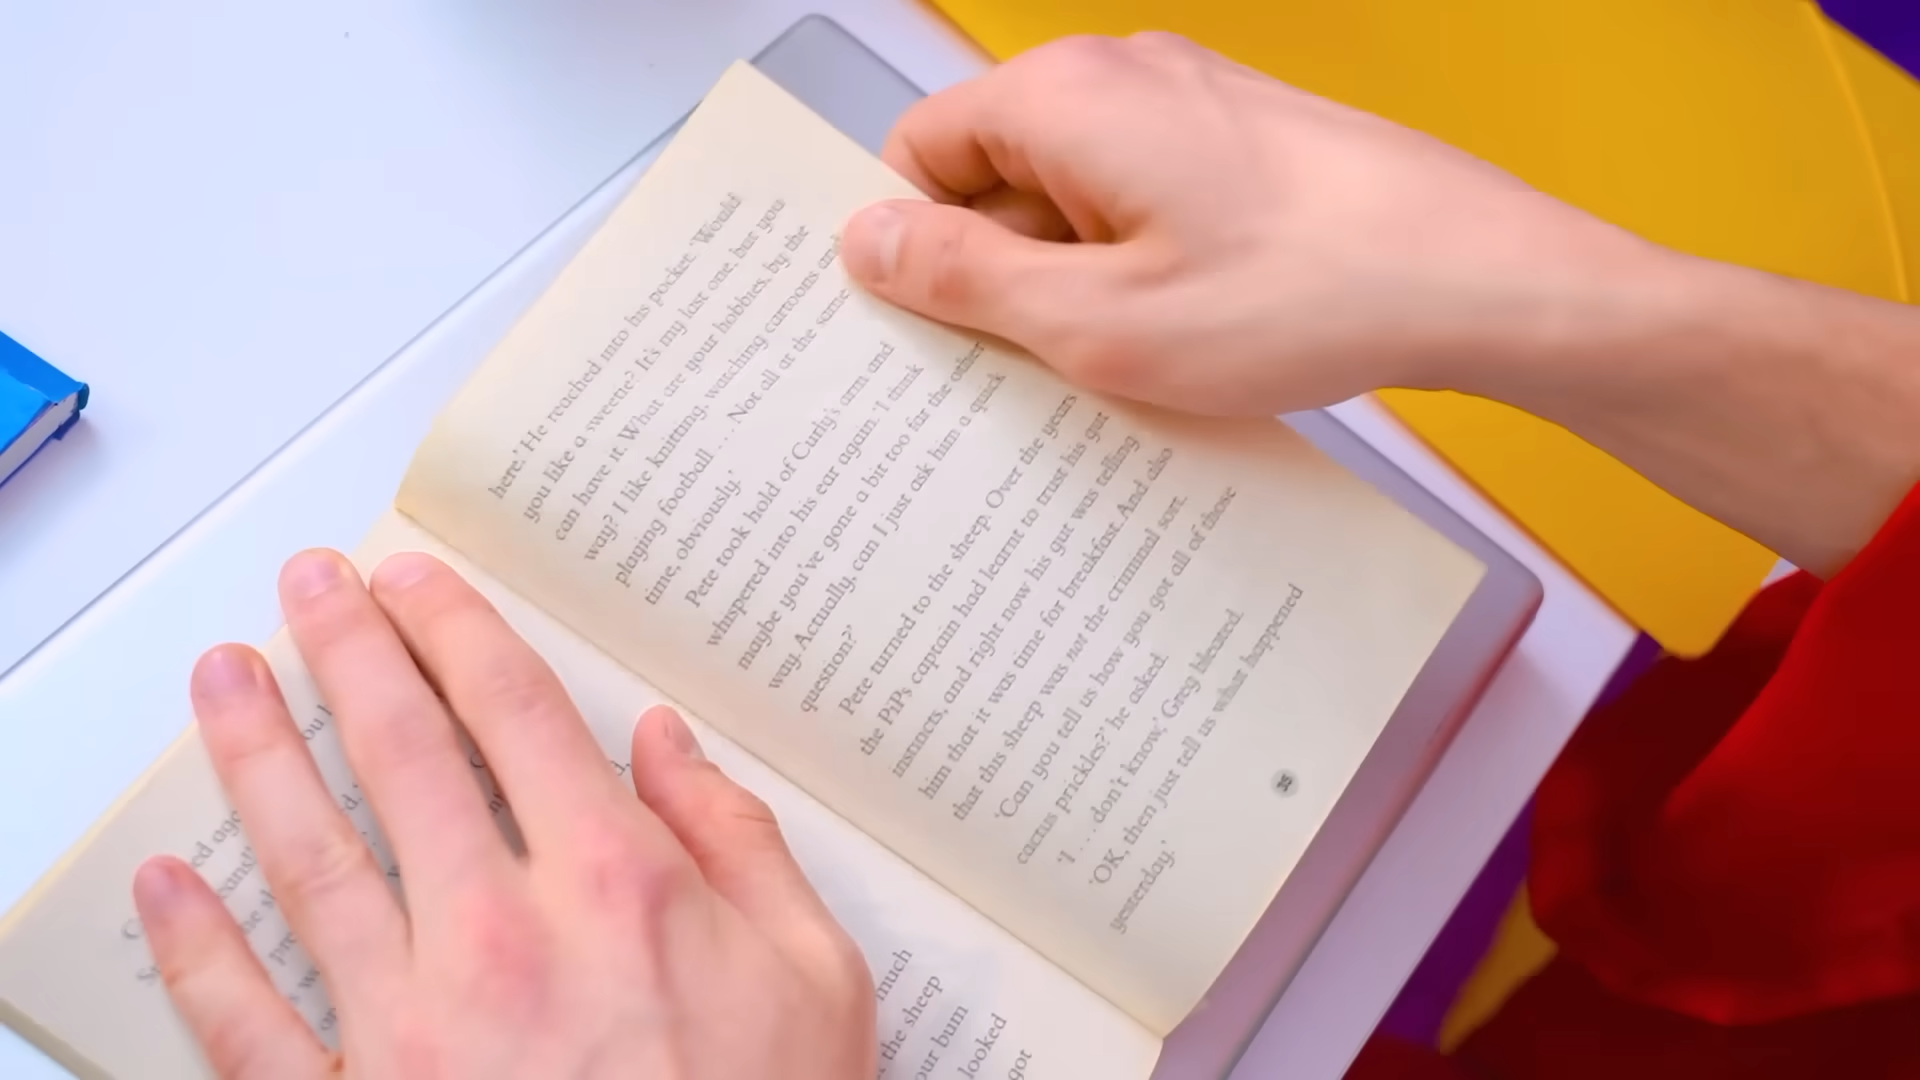 ou l
ed ago
d,
much
the sheep
our bum
looked
got
here.' He reached into his pocket. 'Would
you like a sweetie? It's my last one, but you
can have it. What are your hobbies, by the
way? I like knitting, watching cartoons and
playing football . . . Not all at the same
time, obviously.'
Pete took hold of Curly's arm and
whispered into his ear again. 'I think
maybe you've gone a bit too far the other
way. Actually, can I just ask him a quick
question?'
Pete turned to the sheep. Over the years
the PiPs captain had learnt to trust his gut
instincts, and right now his gut was telling
him that it was time for breakfast. And also
that this sheep was not the criminal sort.
'Can you tell us how you got all of those
cactus prickles?' he asked.
'I . . . don't know,' Greg bleated.
'OK, then just tell us what happened
yesterday.'
35